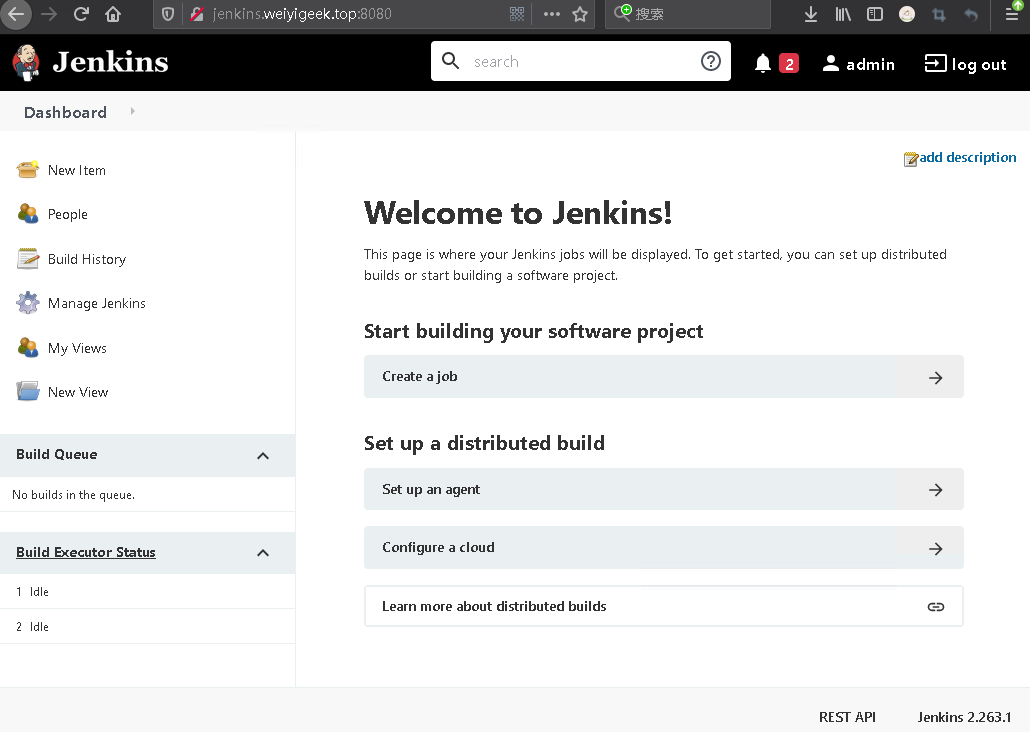 jenkins.weiyigeek.top:8080
搜索
Jenkins
search
2
admin
log out
Dashboard
New Item
People
Build History
Manage Jenkins
My Views
New View
Build Queue
No builds in the queue.
Build Executor Status
1 Idle
2 Idle
add description
Welcome to Jenkins!
This page is where your Jenkins jobs will be displayed. To get started, you can set up distributed
builds or start building a software project.
Start building your software project
Create a job
Set up a distributed build
Set up an agent
Configure a cloud
Learn more about distributed builds
REST API
Jenkins 2.263.1